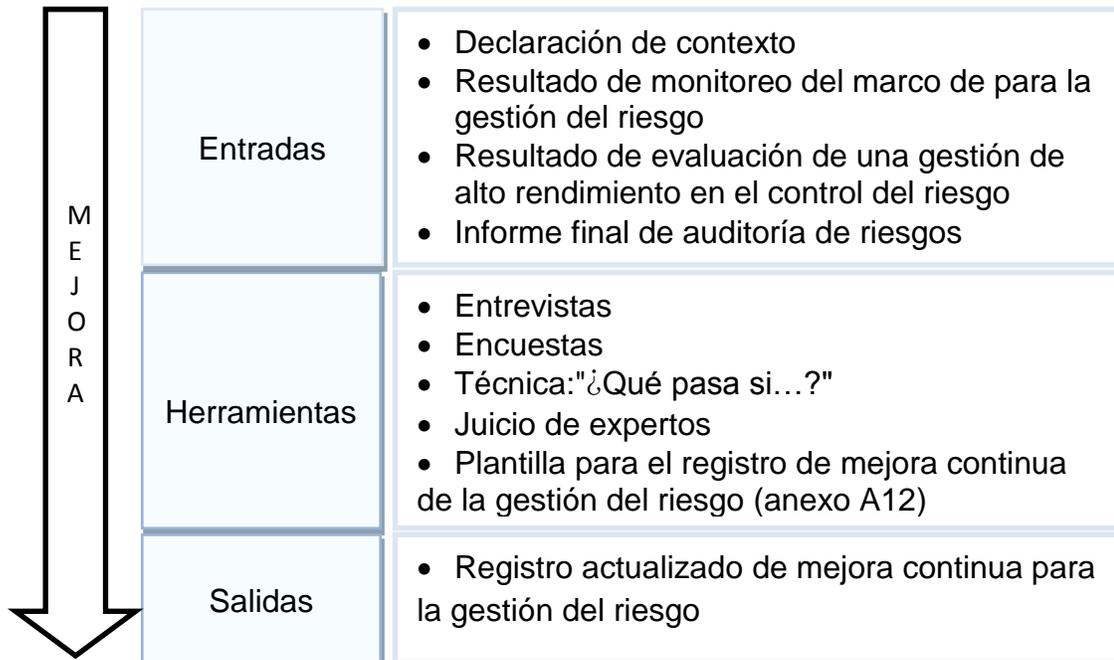 MEJORA
Entradas
• Declaración de contexto
• Resultado de monitoreo del marco de para la
gestión del riesgo
• Resultado de evaluación de una gestión de
alto rendimiento en el control del riesgo
• Informe final de auditoría de riesgos
Herramientas
• Entrevistas
• Encuestas
• Técnica:"¿Qué pasa si…?"
• Juicio de expertos
• Plantilla para el registro de mejora continua
de la gestión del riesgo (anexo A12)
Salidas
• Registro actualizado de mejora continua para
la gestión del riesgo